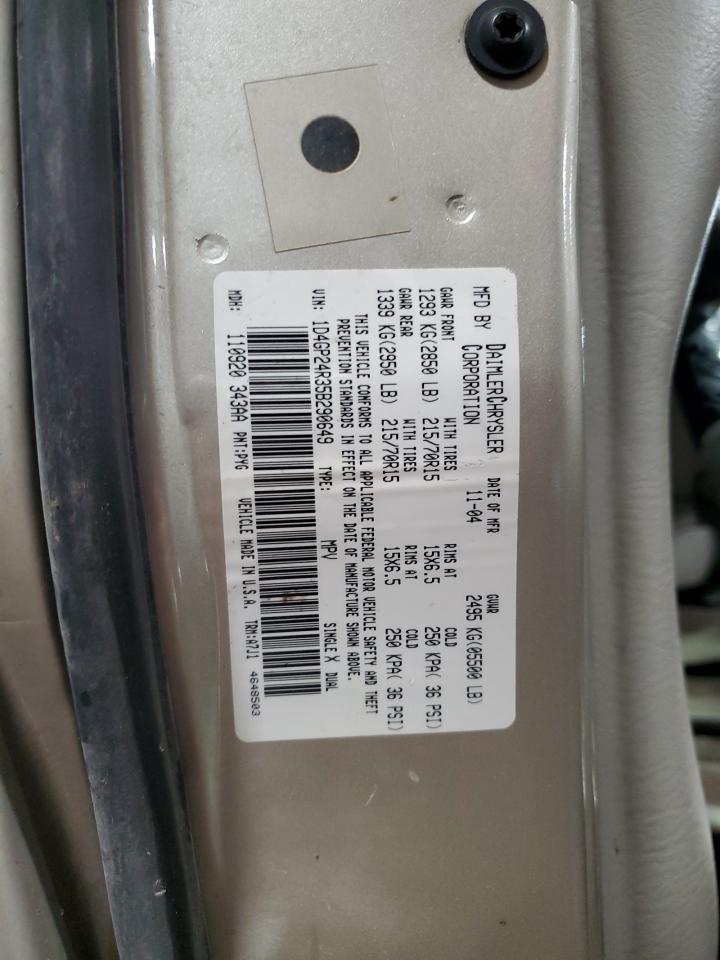 MFD BY DAIMLERCHRYSLER CORPORATION
DATE OF MFR 11-04
GVWR 2495 KG(05500 LB)
GAWR FRONT WITH TIRES RIMS AT COLD
1293 KG(2850 LB) 215/70R15 15X6.5 250 KPA( 36 PSI)
GAWR REAR WITH TIRES RIMS AT COLD
1339 KG(2950 LB) 215/70R15 15X6.5 250 KPA( 36 PSI)
THIS VEHICLE CONFORMS TO ALL APPLICABLE FEDERAL MOTOR VEHICLE SAFETY AND THEFT
PREVENTION STANDARDS IN EFFECT ON THE DATE OF MANUFACTURE SHOWN ABOVE.
VIN: 1D4GP24R35B290649 TYPE: MPV SINGLE X DUAL
MDH: 110920 343AA PNT:PYG VEHICLE MADE IN U.S.A. TRM:A7J1 4648503